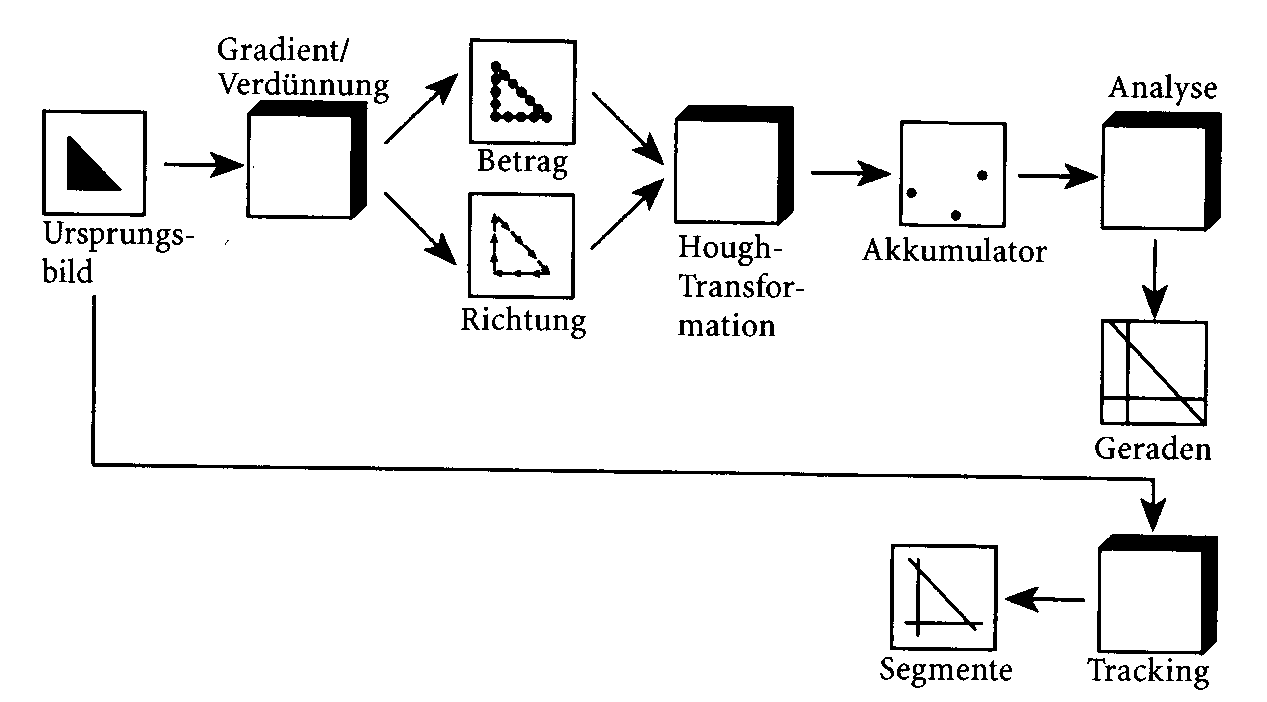 Gradient/
Verdünnung
Ursprungs-
bild
Betrag
Richtung
Hough-
Transfor-
mation
Akkumulator
Analyse
Geraden
Segmente
Tracking